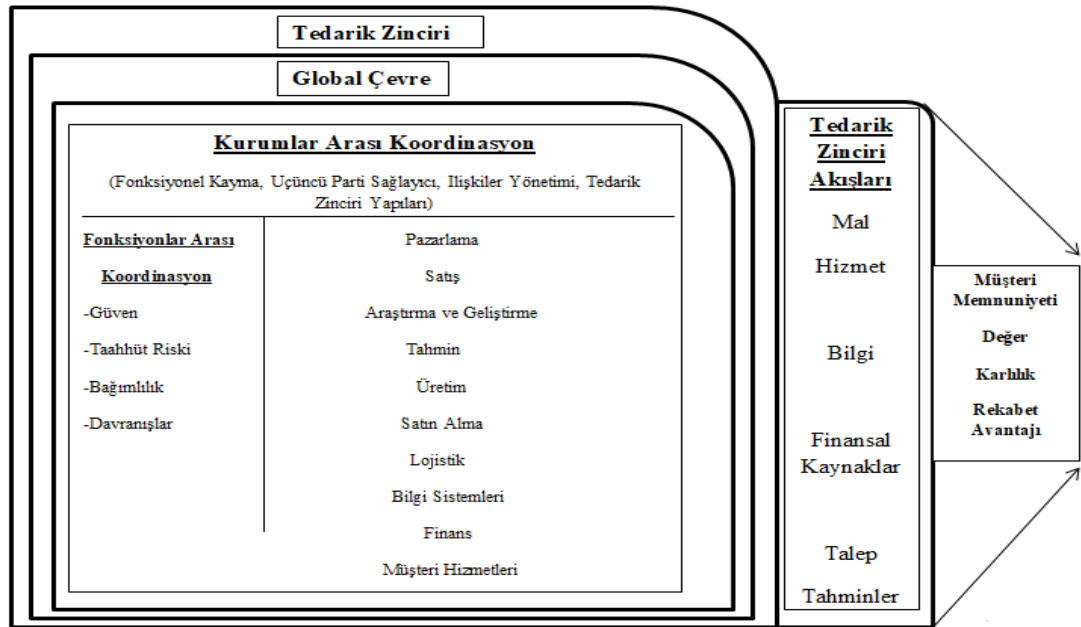 Tedarik Zinciri
Global Çevre
Kurumlar Arası Koordinasyon
(Fonksiyonel Kayma, Uçüncü Parti Sağlayıcı, Ilişkiler Yönetimi, Tedarik
Zinciri Yapıları)
Fonksiyonlar Arası
Koordinasyon
-Güven
-Taahhüt Riski
-Bağımlılık
-Davranışlar
Pazarlama
Satış
Araştırma ve Geliştirme
Tahmin
Üretim
Satın Alma
Lojistik
Bilgi Sistemleri
Finans
Müşteri Hizmetleri
Tedarik
Zinciri
Akışları
Mal
Hizmet
Bilgi
Finansal
Kaynaklar
Talep
Tahminler
Müşteri
Memnuniyeti
Değer
Karlılık
Rekabet
Avantajı